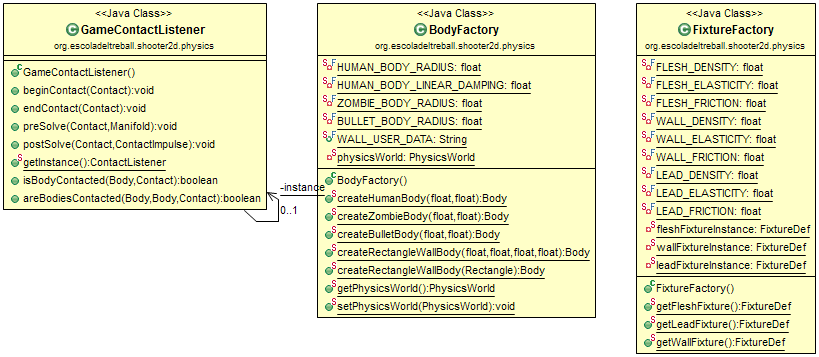 <<Java Class>>
GameContactListener
org.escoladeltreball.shooter2d.physics
GameContactListener()
beginContact(Contact):void
endContact(Contact):void
preSolve(Contact,Manifold):void
postSolve(Contact,ContactImpulse):void
getInstance():ContactListener
isBodyContacted(Body,Contact):boolean
areBodiesContacted(Body,Body,Contact):boolean
-instance
0..1
<<Java Class>>
BodyFactory
org.escoladeltreball.shooter2d.physics
HUMAN_BODY_RADIUS: float
HUMAN_BODY_LINEAR_DAMPING: float
ZOMBIE_BODY_RADIUS: float
BULLET_BODY_RADIUS: float
WALL_USER_DATA: String
physicsWorld: PhysicsWorld
BodyFactory()
createHumanBody(float,float):Body
createZombieBody(float,float):Body
createBulletBody(float,float):Body
createRectangleWallBody(float,float,float,float):Body
createRectangleWallBody(Rectangle):Body
getPhysicsWorld():PhysicsWorld
setPhysicsWorld(PhysicsWorld):void
<<Java Class>>
FixtureFactory
org.escoladeltreball.shooter2d.physics
FLESH_DENSITY: float
FLESH_ELASTICITY: float
FLESH_FRICTION: float
WALL_DENSITY: float
WALL_ELASTICITY: float
WALL_FRICTION: float
LEAD_DENSITY: float
LEAD_ELASTICITY: float
LEAD_FRICTION: float
fleshFixtureInstance: FixtureDef
wallFixtureInstance: FixtureDef
leadFixtureInstance: FixtureDef
FixtureFactory()
getFleshFixture():FixtureDef
getLeadFixture():FixtureDef
getWallFixture():FixtureDef